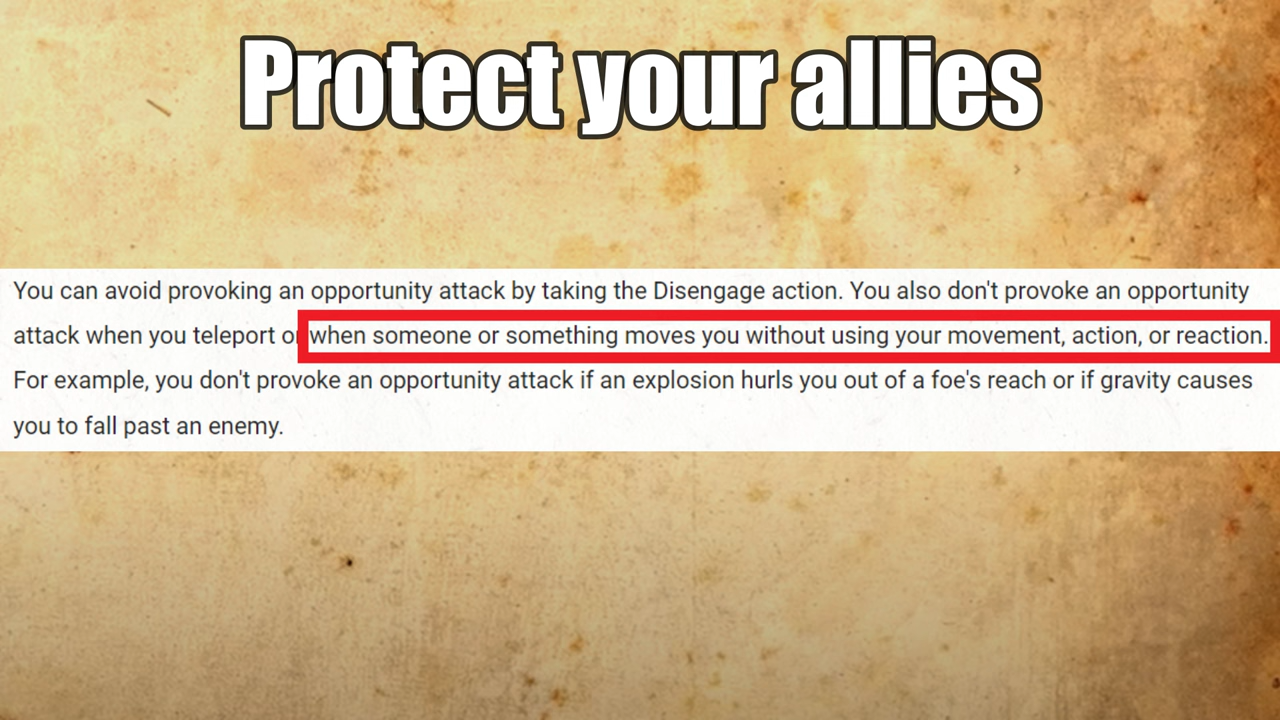 Protect your allies
You can avoid provoking an opportunity attack by taking the Disengage action. You also don't provoke an opportunity
attack when you teleport or when someone or something moves you without using your movement, action, or reaction.
For example, you don't provoke an opportunity attack if an explosion hurls you out of a foe's reach or if gravity causes
you to fall past an enemy.